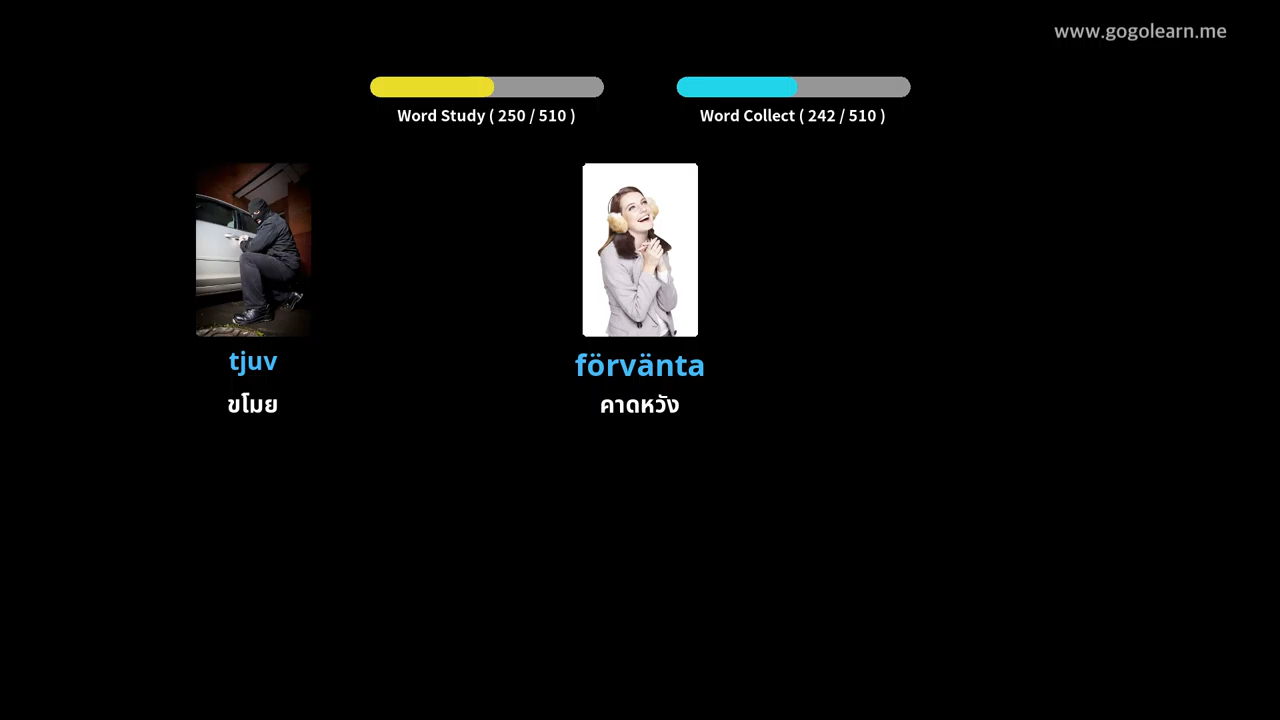 www.gogolearn.me
Word Study ( 250 / 510 )
Word Collect ( 242 / 510 )
tjuv
ขโมย
förvänta
คาดหวัง